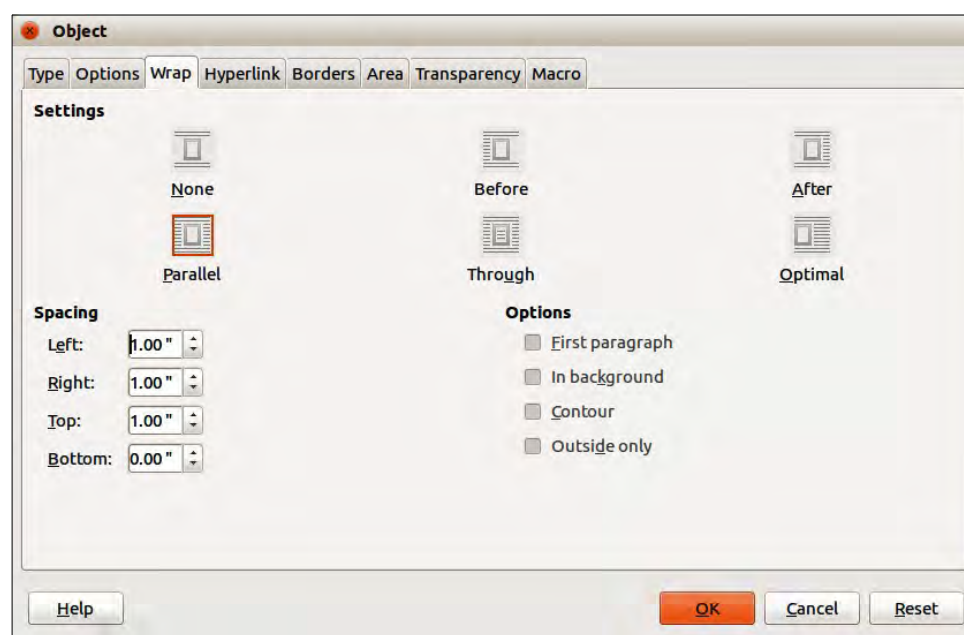 Object
Type Options Wrap Hyperlink Borders Area Transparency Macro
Settings
None Before After
Parallel Through Optimal
Spacing Options
Left: 1.00 " First paragraph
Right: 1.00 " In background
Top: 1.00 " Contour
Bottom: 0.00 " Outside only
Help OK Cancel Reset